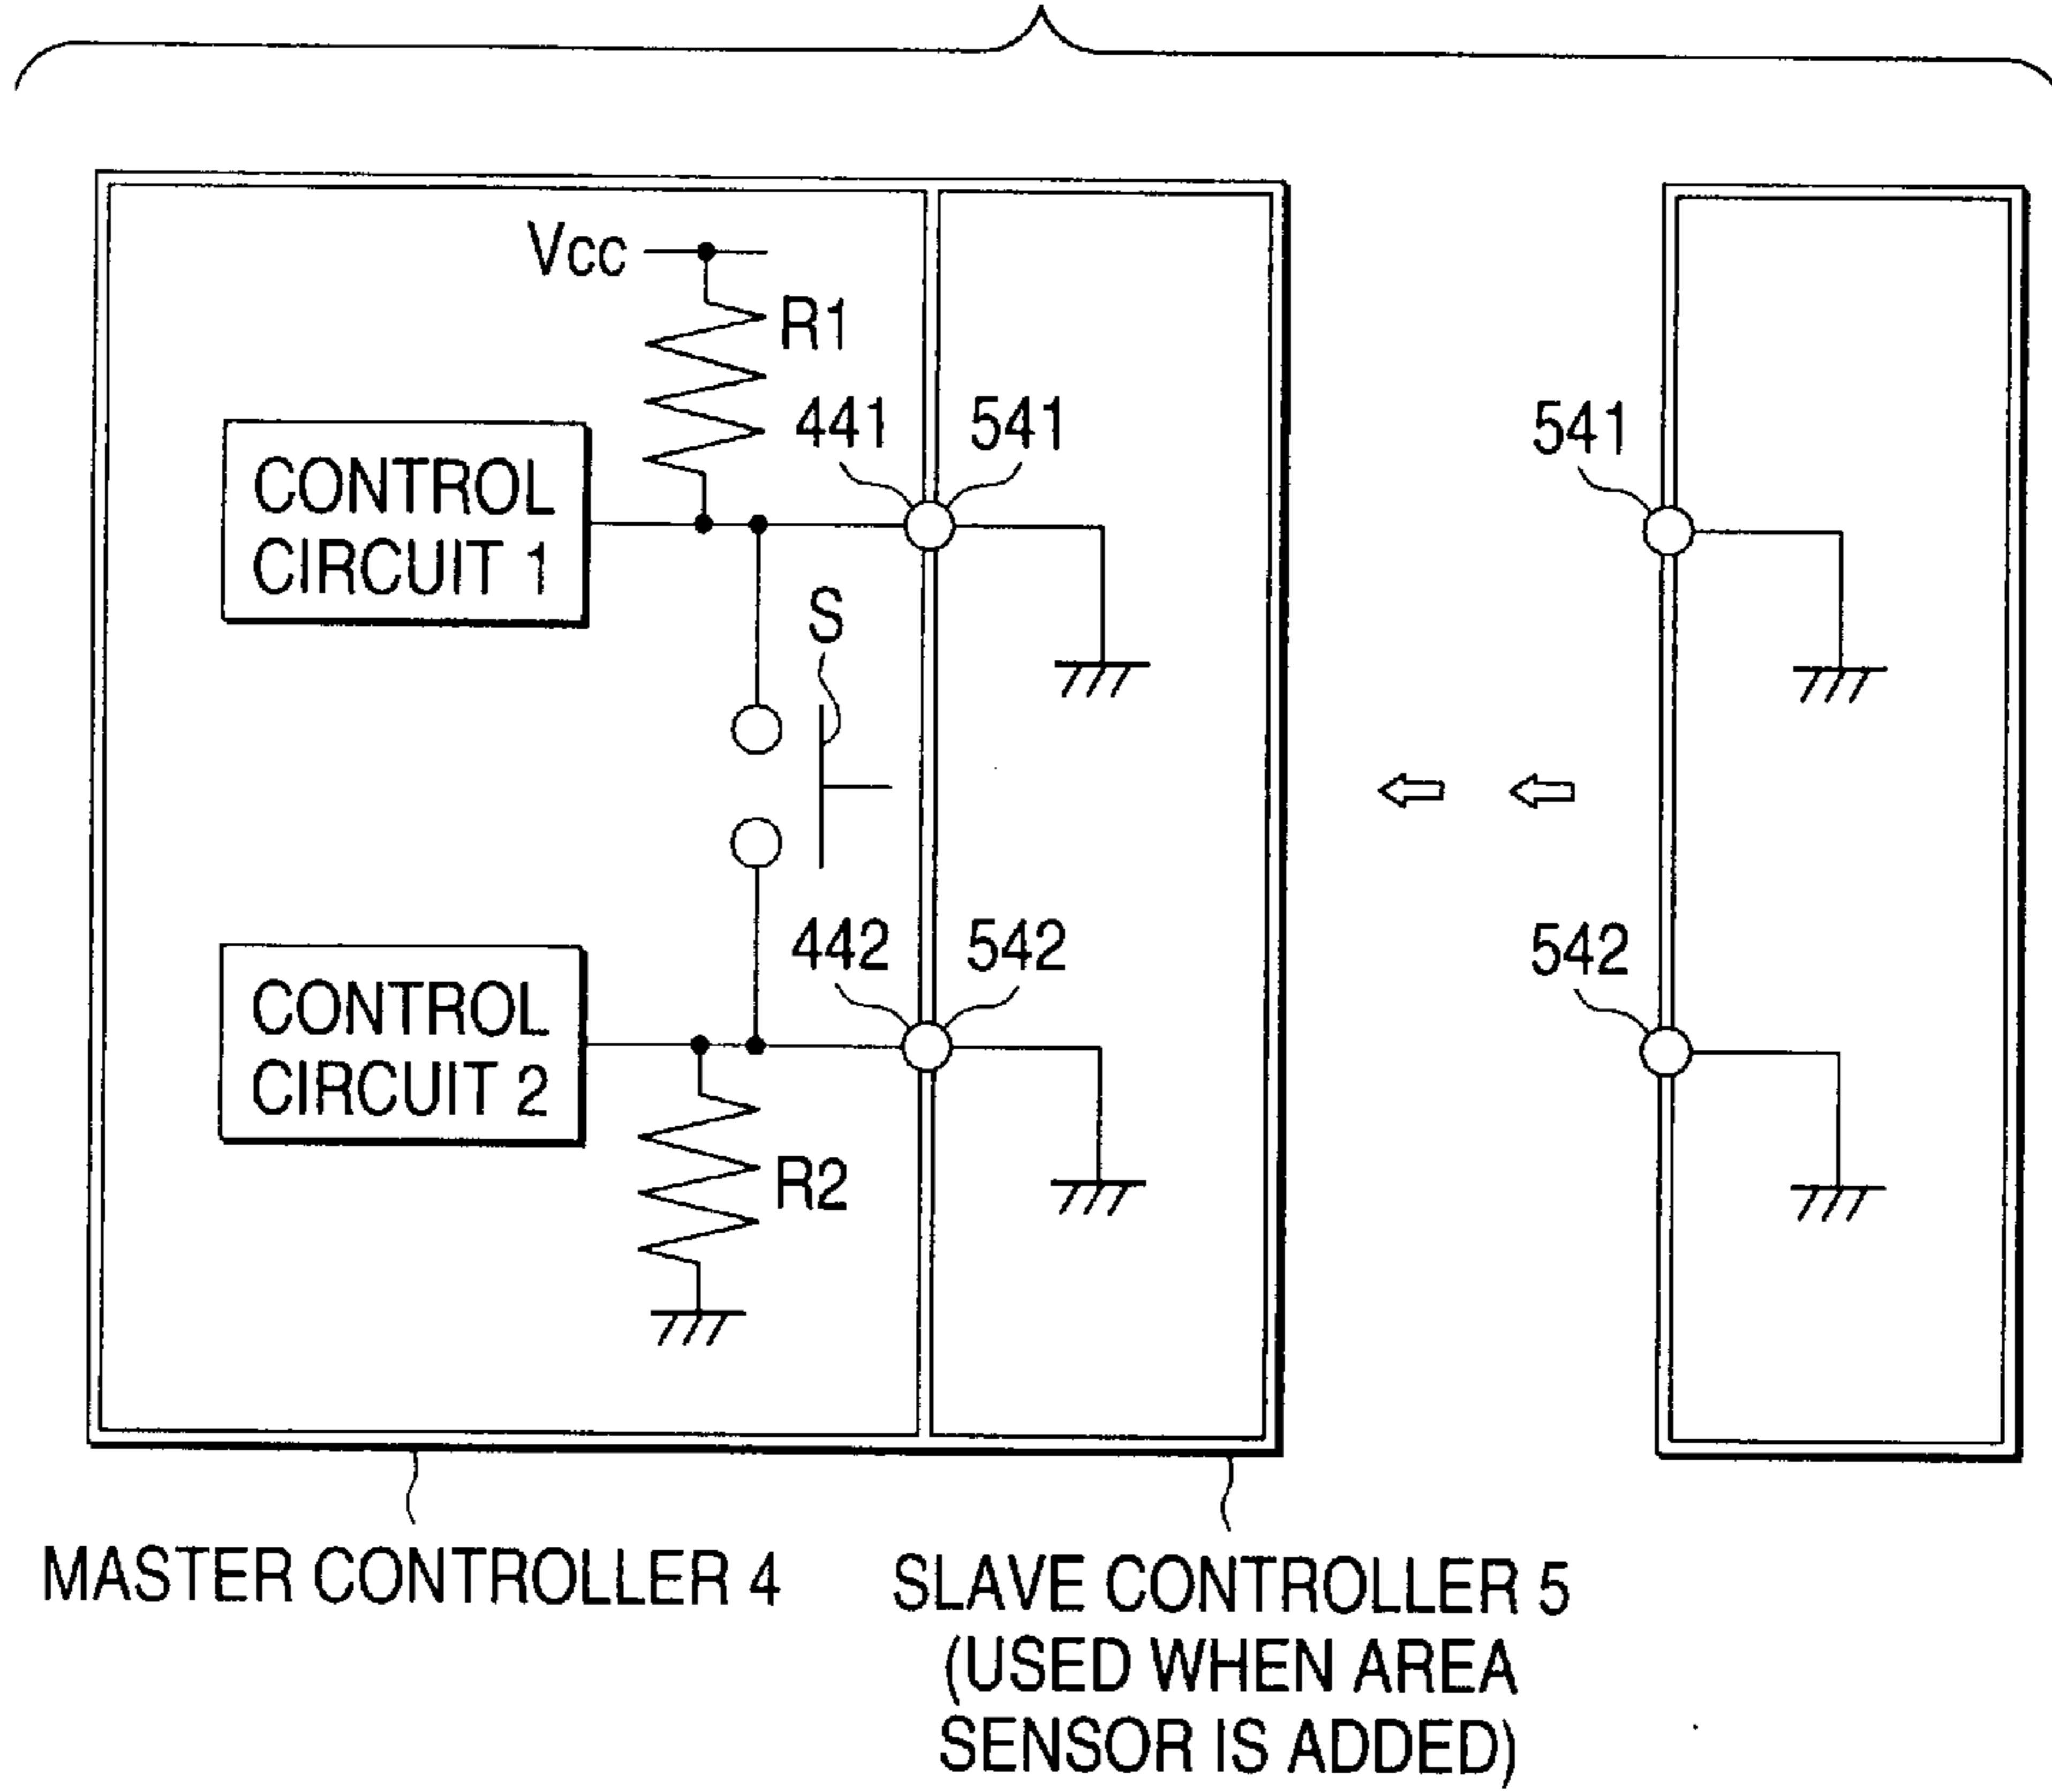 Vcc
R1
441
541
541
CONTROL
CIRCUIT 1
S
442
542
542
CONTROL
CIRCUIT 2
R2
MASTER CONTROLLER 4
SLAVE CONTROLLER 5
(USED WHEN AREA
SENSOR IS ADDED)